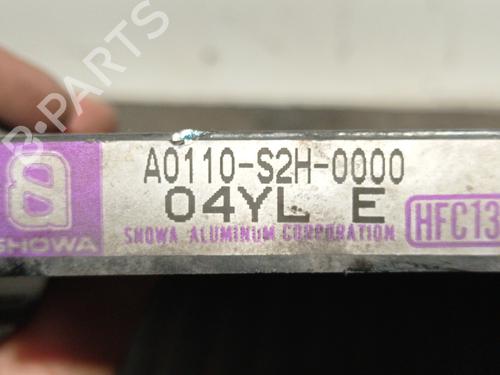 B-PARTS
A0110-S2H-0000
04YL E
SHOWA
SHOWA ALUMINUM CORPORATION
HFC13